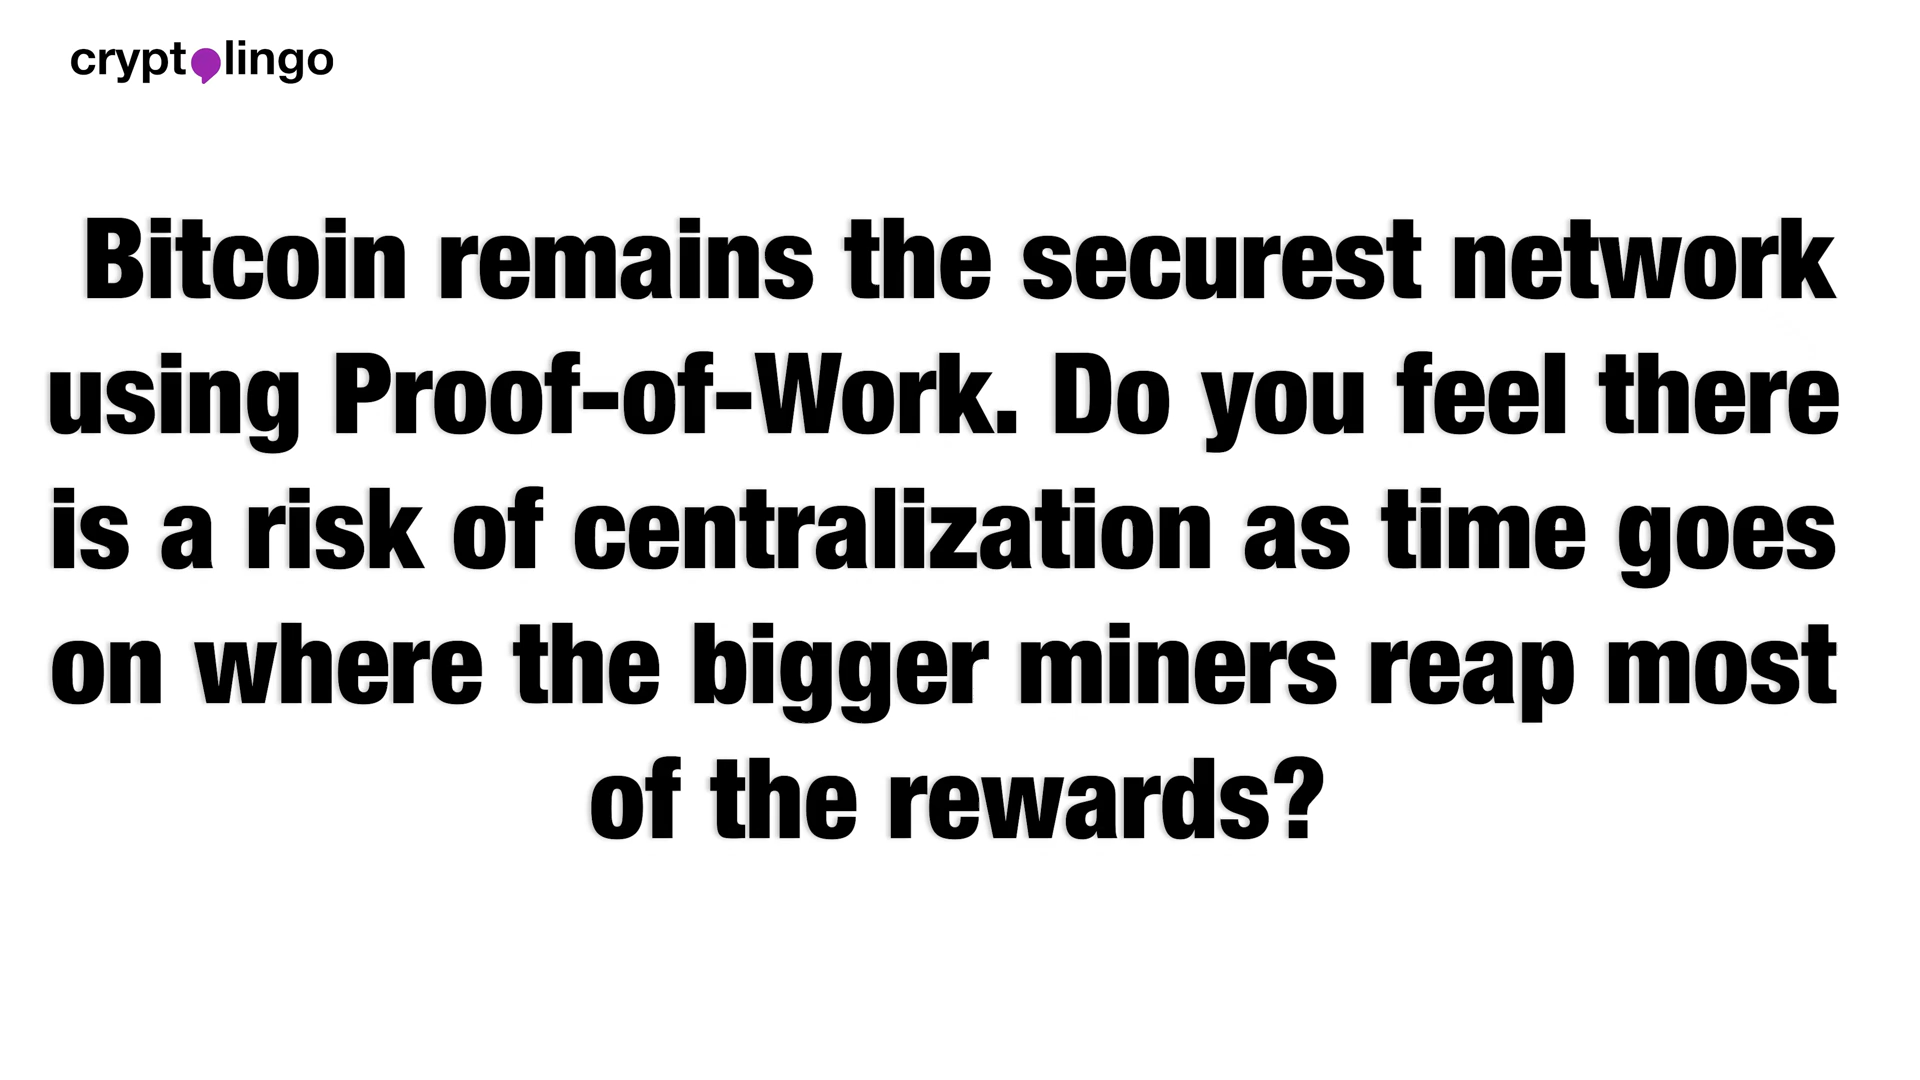 cryptolingo
Bitcoin remains the securest network
using Proof-of-Work. Do you feel there
is a risk of centralization as time goes
on where the bigger miners reap most
of the rewards?